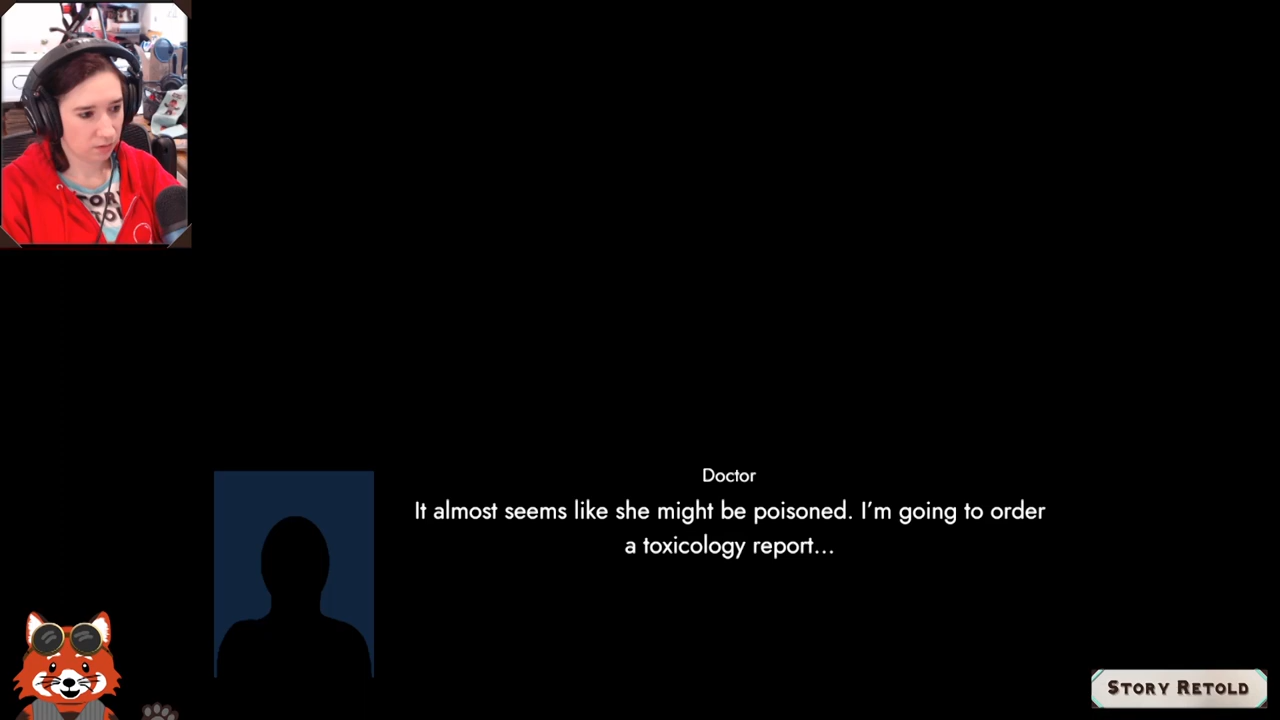 Doctor
It almost seems like she might be poisoned. I'm going to order
a toxicology report...
STORY RETOLD